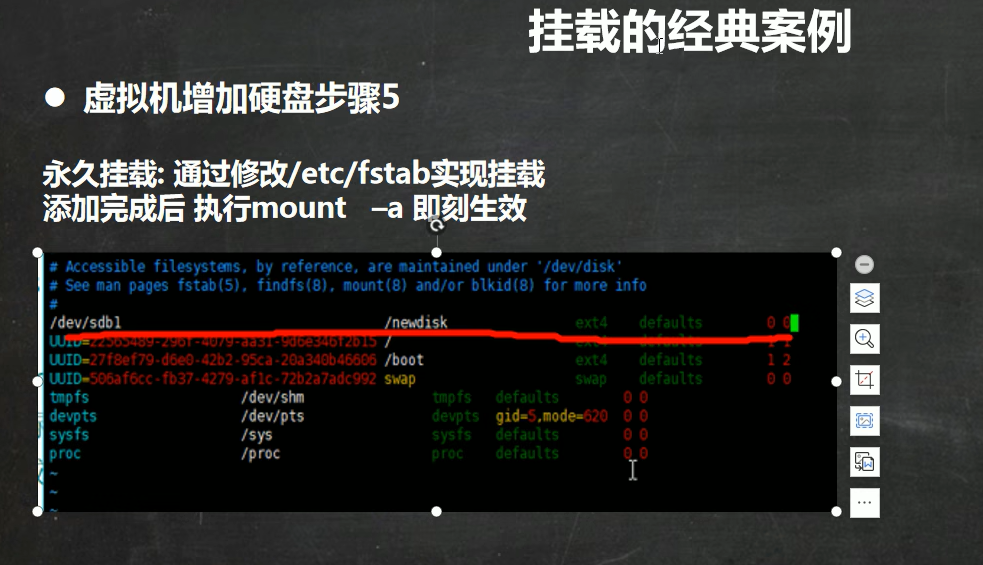 挂载的经典案例
● 虚拟机增加硬盘步骤5
永久挂载: 通过修改/etc/fstab实现挂载
添加完成后 执行mount –a 即刻生效
# Accessible filesystems, by reference, are maintained under '/dev/disk'
# See man pages fstab(5), findfs(8), mount(8) and/or blkid(8) for more info
#
/dev/sdb1 /newdisk ext4 defaults 0 0
UUID=22565489-296f-4079-aa31-9d6e346f2b15 /
UUID=27f8ef79-d6e0-42b2-95ca-20a340b46606 /boot ext4 defaults 1 2
UUID=506af6cc-fb37-4279-af1c-72b2a7adc992 swap swap defaults 0 0
tmpfs /dev/shm tmpfs defaults 0 0
devpts /dev/pts devpts gid=5,mode=620 0 0
sysfs /sys sysfs defaults 0 0
proc /proc proc defaults 0 0
~
~
~